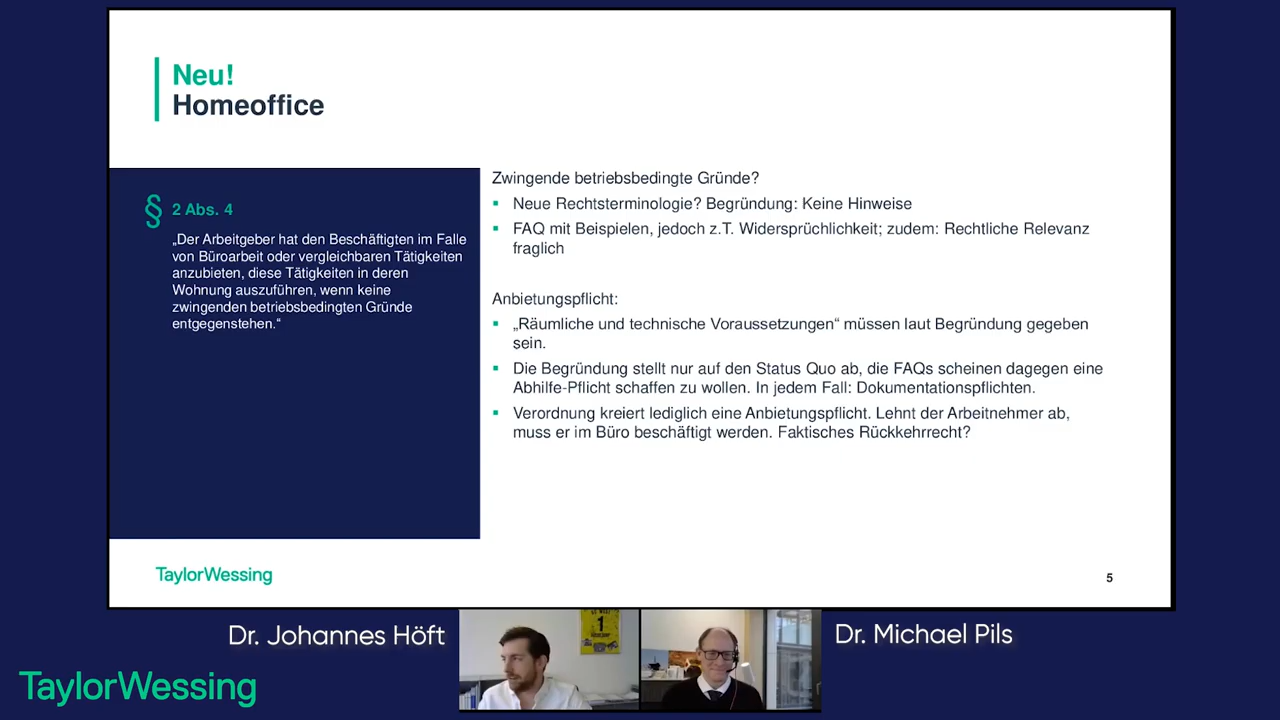 Neu!
Homeoffice
§ 2 Abs. 4
„Der Arbeitgeber hat den Beschäftigten im Falle
von Büroarbeit oder vergleichbaren Tätigkeiten
anzubieten, diese Tätigkeiten in deren
Wohnung auszuführen, wenn keine
zwingenden betriebsbedingten Gründe
entgegenstehen.“
Zwingende betriebsbedingte Gründe?
Neue Rechtsterminologie? Begründung: Keine Hinweise
FAQ mit Beispielen, jedoch z.T. Widersprüchlichkeit; zudem: Rechtliche Relevanz
fraglich
Anbietungspflicht:
„Räumliche und technische Voraussetzungen“ müssen laut Begründung gegeben
sein.
Die Begründung stellt nur auf den Status Quo ab, die FAQs scheinen dagegen eine
Abhilfe-Pflicht schaffen zu wollen. In jedem Fall: Dokumentationspflichten.
Verordnung kreiert lediglich eine Anbietungspflicht. Lehnt der Arbeitnehmer ab,
muss er im Büro beschäftigt werden. Faktisches Rückkehrrecht?
TaylorWessing
5
Dr. Johannes Höft
1
Dr. Michael Pils
TaylorWessing